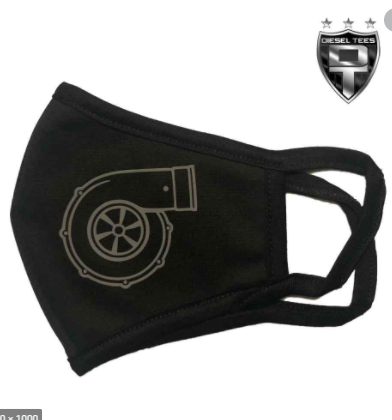 DIESEL TEES
DT
0 x 1000